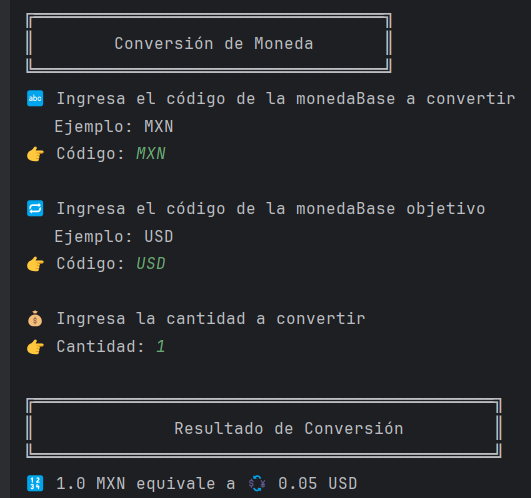 Conversión de Moneda
🔤 Ingresa el código de la monedaBase a convertir
Ejemplo: MXN
👉 Código: MXN
🔁 Ingresa el código de la monedaBase objetivo
Ejemplo: USD
👉 Código: USD
💰 Ingresa la cantidad a convertir
👉 Cantidad: 1
Resultado de Conversión
🔢 1.0 MXN equivale a 💱 0.05 USD